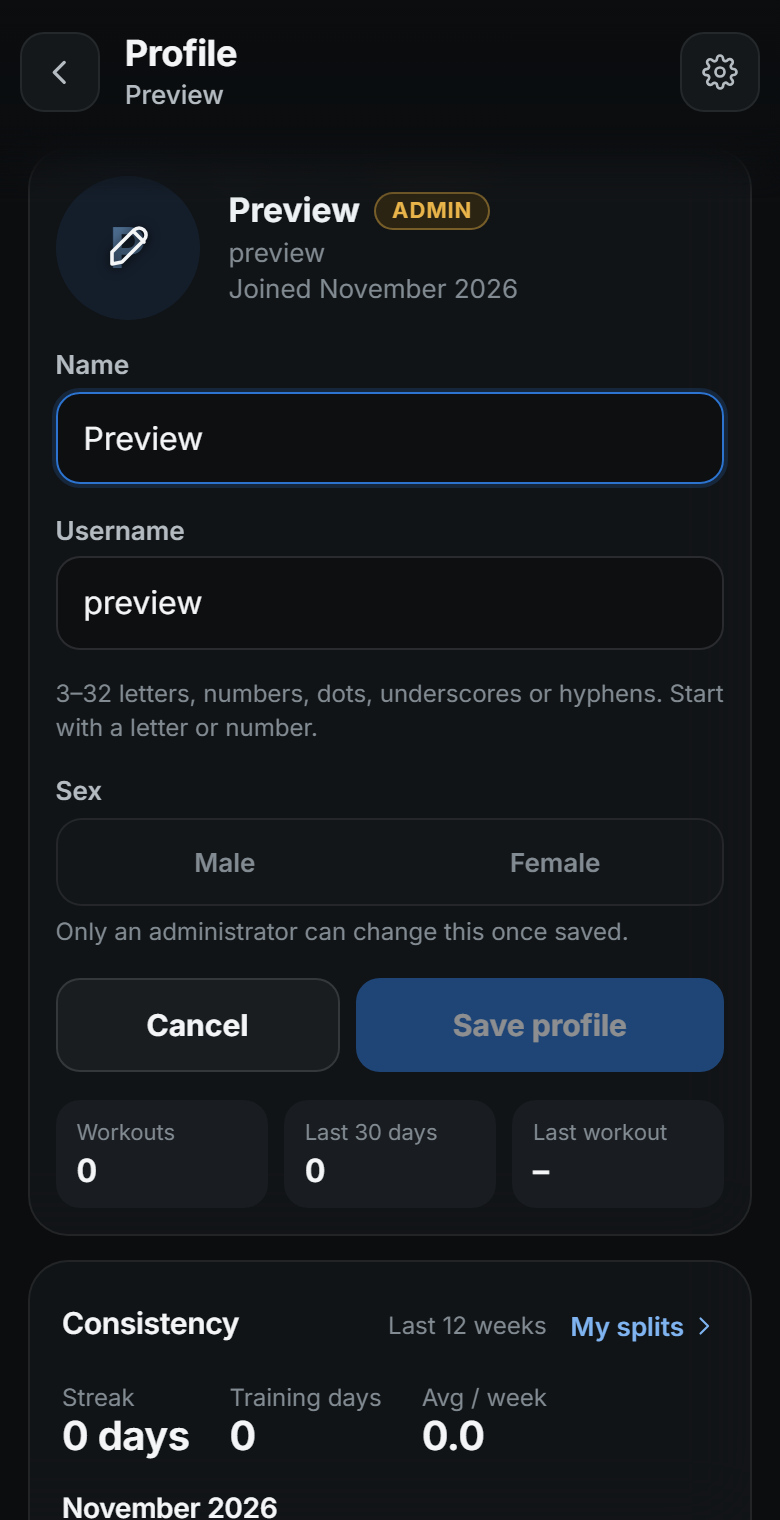 Profile
Preview
Preview ADMIN
preview
Joined November 2026
Name
Preview
Username
preview
3–32 letters, numbers, dots, underscores or hyphens. Start
with a letter or number.
Sex
Male Female
Only an administrator can change this once saved.
Cancel Save profile
Workouts Last 30 days Last workout
0 0 –
Consistency Last 12 weeks My splits
Streak Training days Avg / week
0 days 0 0.0
November 2026